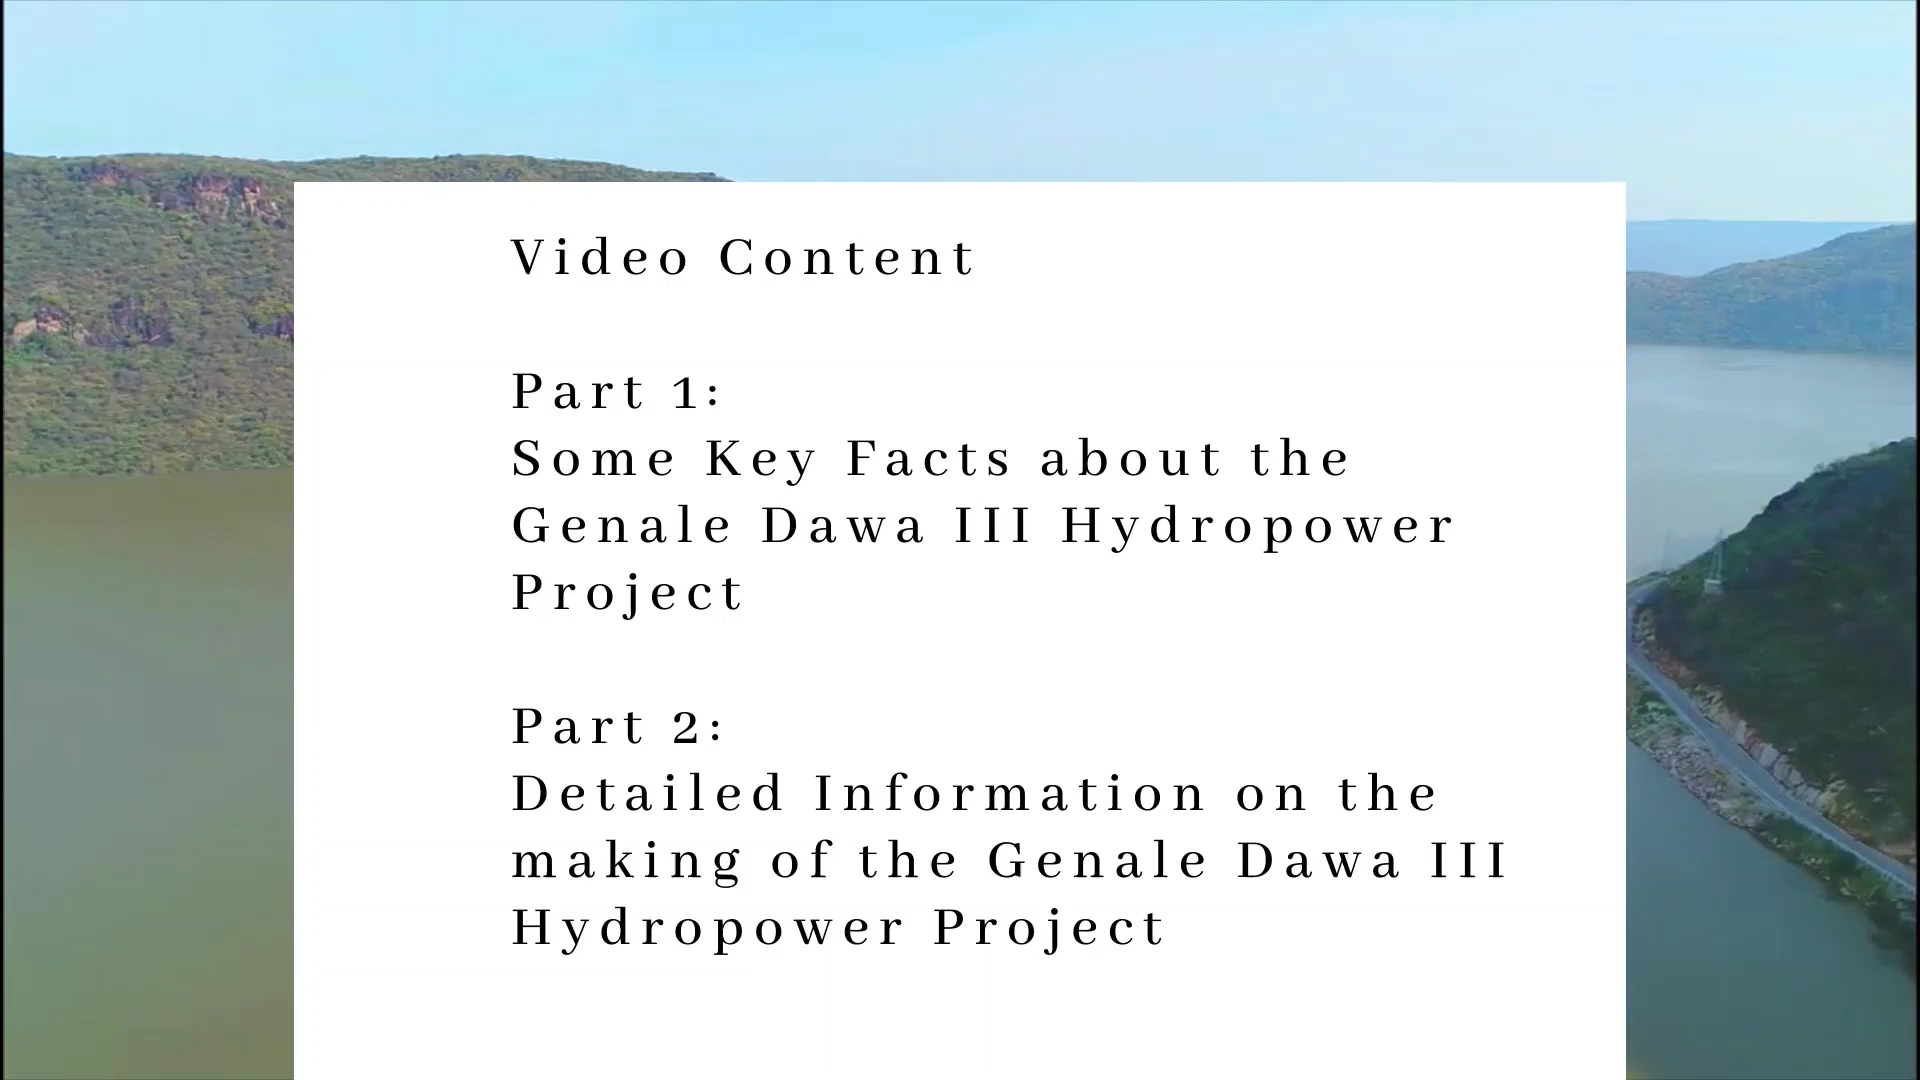 Video Content
Part 1:
Some Key Facts about the
Genale Dawa III Hydropower
Project
Part 2:
Detailed Information on the
making of the Genale Dawa III
Hydropower Project